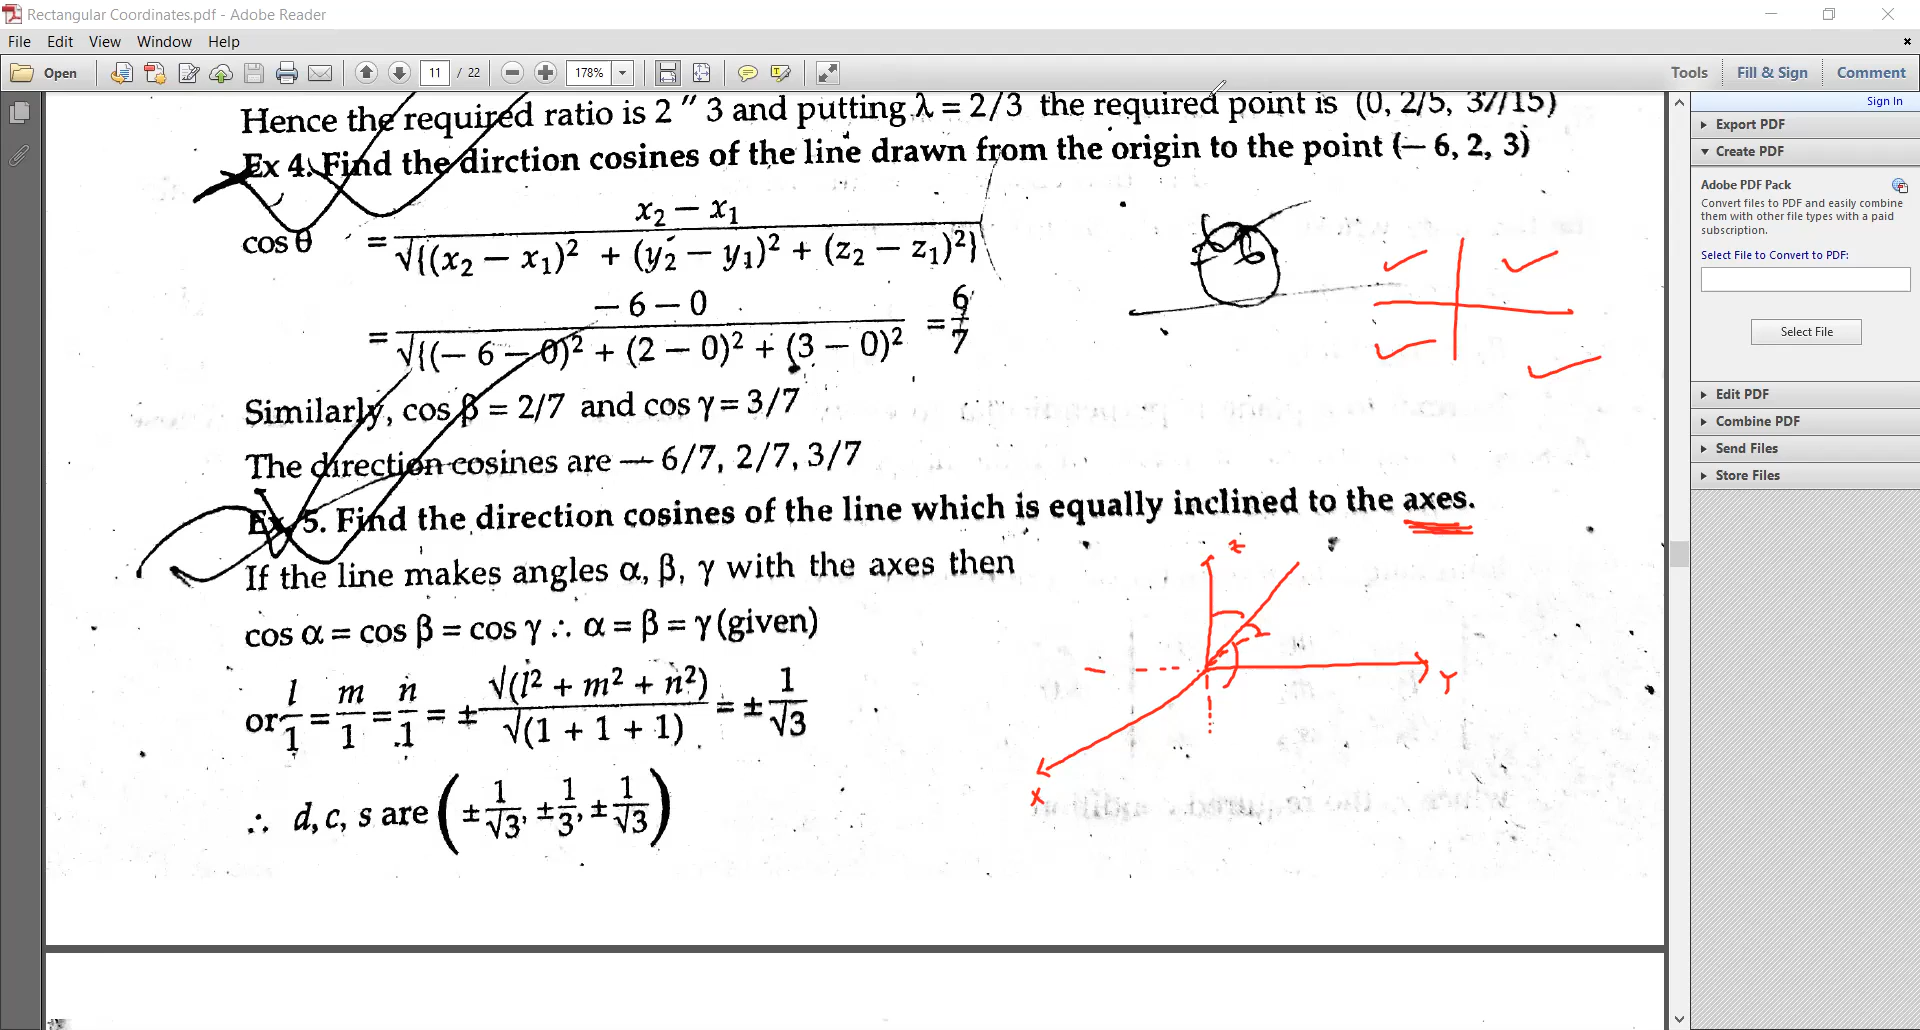 Rectangular Coordinates.pdf - Adobe Reader
File Edit View Window Help
Open 11 / 22 178% Tools Fill & Sign Comment
Sign In
Export PDF
Create PDF
Adobe PDF Pack
Convert files to PDF and easily combine
them with other file types with a paid
subscription.
Select File to Convert to PDF:
Select File
Edit PDF
Combine PDF
Send Files
Store Files
Hence the required ratio is 2 " 3 and putting λ = 2/3 the required point is (0, 2/5, 37/15)
Ex 4. Find the dirction cosines of the line drawn from the origin to the point (− 6, 2, 3)
cos θ = x₂ − x₁ / √{(x₂ − x₁)² + (y₂ − y₁)² + (z₂ − z₁)²}
= − 6 − 0 / √{(− 6 − 0)² + (2 − 0)² + (3 − 0)² = 6/7
Similarly, cos β = 2/7 and cos γ = 3/7
The direction cosines are − 6/7, 2/7, 3/7
Ex. 5. Find the direction cosines of the line which is equally inclined to the axes.
If the line makes angles α, β, γ with the axes then
cos α = cos β = cos γ ∴ α = β = γ (given)
or l/1 = m/1 = n/1 = ± √(l² + m² + n²) / √(1 + 1 + 1) = ± 1/√3
∴ d, c, s are (± 1/√3, ± 1/3, ± 1/√3)
z
Y
X